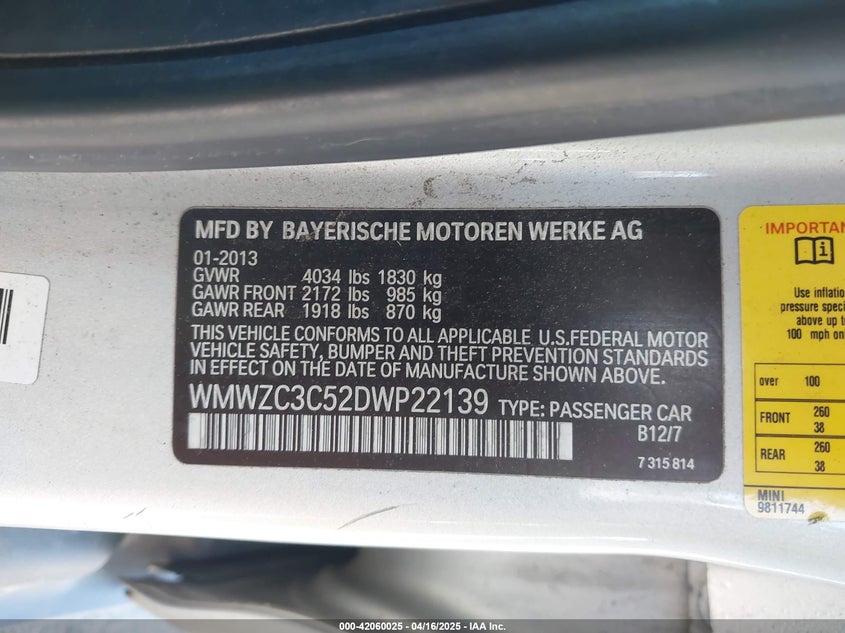 MFD BY BAYERISCHE MOTOREN WERKE AG
01-2013
GVWR 4034 lbs 1830 kg
GAWR FRONT 2172 lbs 985 kg
GAWR REAR 1918 lbs 870 kg
THIS VEHICLE CONFORMS TO ALL APPLICABLE U.S.FEDERAL MOTOR
VEHICLE SAFETY, BUMPER AND THEFT PREVENTION STANDARDS
IN EFFECT ON THE DATE OF MANUFACTURE SHOWN ABOVE.
WMWZC3C52DWP22139 TYPE: PASSENGER CAR
B12/7
7 315 814
IMPORTAN
i
Use inflatio
pressure speci
above up to
100 mph on
over 100
FRONT 260
38
REAR 260
38
MINI
9811744
000-42060025 - 04/16/2025 - IAA Inc.